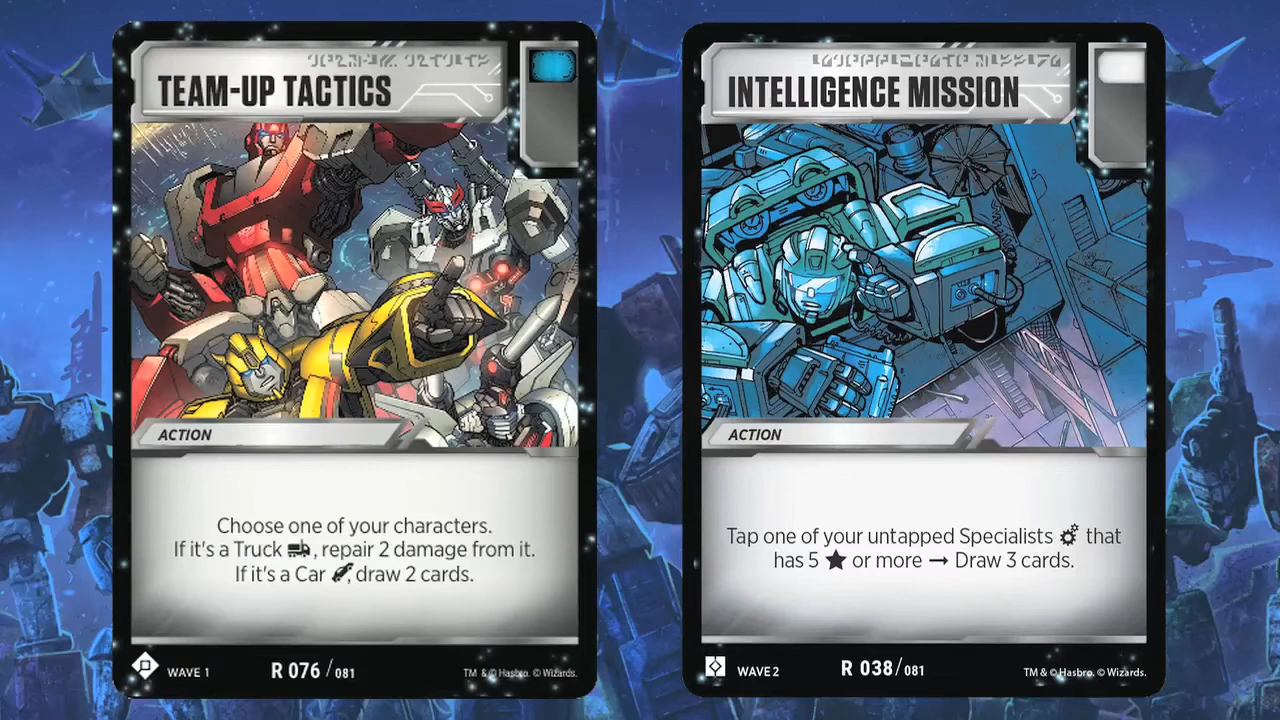 TEAM-UP TACTICS
ACTION
Choose one of your characters.
If it's a Truck , repair 2 damage from it.
If it's a Car , draw 2 cards.
WAVE 1
R 076/081
TM & © Hasbro. © Wizards.
INTELLIGENCE MISSION
ACTION
Tap one of your untapped Specialists that
has 5 ★ or more → Draw 3 cards.
WAVE 2
R 038/081
TM & © Hasbro. © Wizards.